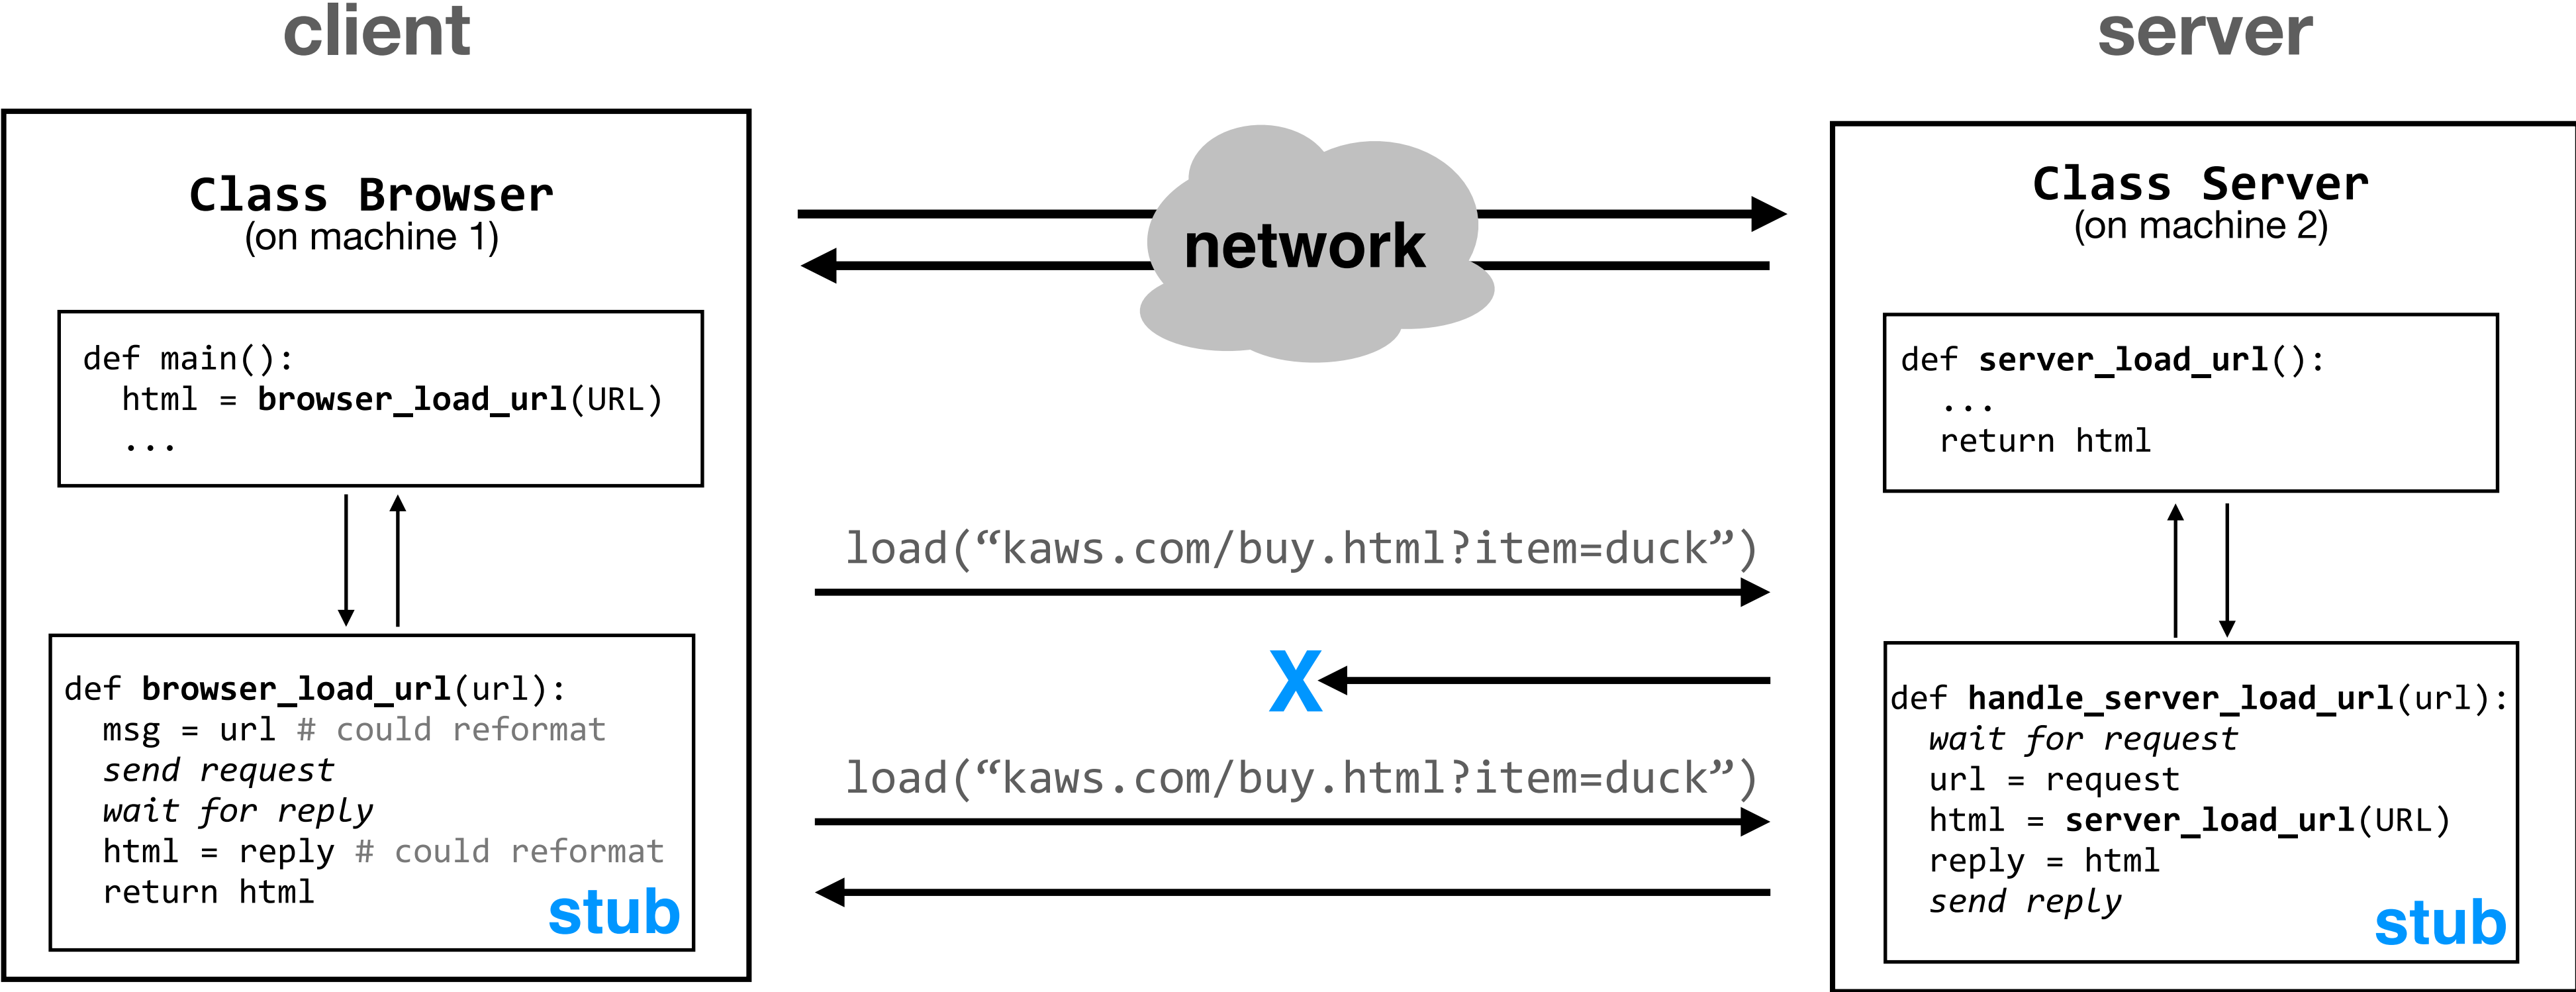 client
server
Class Browser
(on machine 1)
def main():
  html = browser_load_url(URL)
  ...
def browser_load_url(url):
  msg = url # could reformat
  send request
  wait for reply
  html = reply # could reformat
  return html
stub
network
load(“kaws.com/buy.html?item=duck”)
X
load(“kaws.com/buy.html?item=duck”)
Class Server
(on machine 2)
def server_load_url():
  ...
  return html
def handle_server_load_url(url):
  wait for request
  url = request
  html = server_load_url(URL)
  reply = html
  send reply
stub